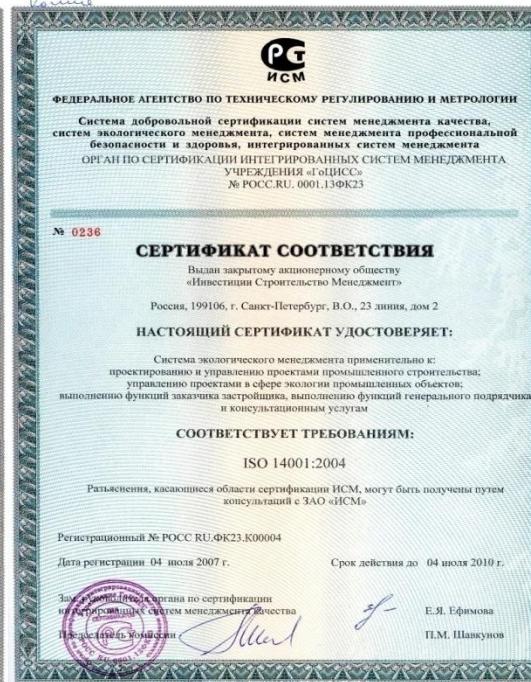 Копия
РСТ
ИСМ
ФЕДЕРАЛЬНОЕ АГЕНТСТВО ПО ТЕХНИЧЕСКОМУ РЕГУЛИРОВАНИЮ И МЕТРОЛОГИИ
Система добровольной сертификации систем менеджмента качества,
систем экологического менеджмента, систем менеджмента профессиональной
безопасности и здоровья, интегрированных систем менеджмента
ОРГАН ПО СЕРТИФИКАЦИИ ИНТЕГРИРОВАННЫХ СИСТЕМ МЕНЕДЖМЕНТА
УЧРЕЖДЕНИЯ «ГоЦИСС»
№ РОСС.RU. 0001.13ФК23
№ 0236
СЕРТИФИКАТ СООТВЕТСТВИЯ
Выдан закрытому акционерному обществу
«Инвестиции Строительство Менеджмент»
Россия, 199106, г. Санкт-Петербург, В.О., 23 линия, дом 2
НАСТОЯЩИЙ СЕРТИФИКАТ УДОСТОВЕРЯЕТ:
Система экологического менеджмента применительно к:
проектированию и управлению проектами промышленного строительства;
управлению проектами в сфере экологии промышленных объектов;
выполнению функций заказчика застройщика, выполнению функций генерального подрядчика
и консультационным услугам
СООТВЕТСТВУЕТ ТРЕБОВАНИЯМ:
ISO 14001:2004
Разъяснения, касающиеся области сертификации ИСМ, могут быть получены путем
консультаций с ЗАО «ИСМ»
Регистрационный № РОСС RU.ФК23.К00004
Дата регистрации 04 июля 2007 г. Срок действия до 04 июля 2010 г.
Зам. руководителя органа по сертификации
интегрированных систем менеджмента качества Е.Я. Ефимова
Председатель комиссии П.М. Шавкунов